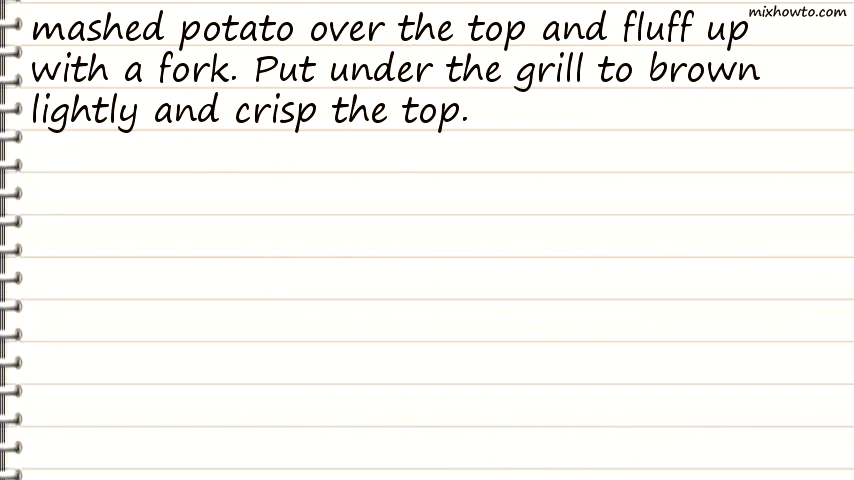 mixhowto.com
mashed potato over the top and fluff up
with a fork. Put under the grill to brown
lightly and crisp the top.